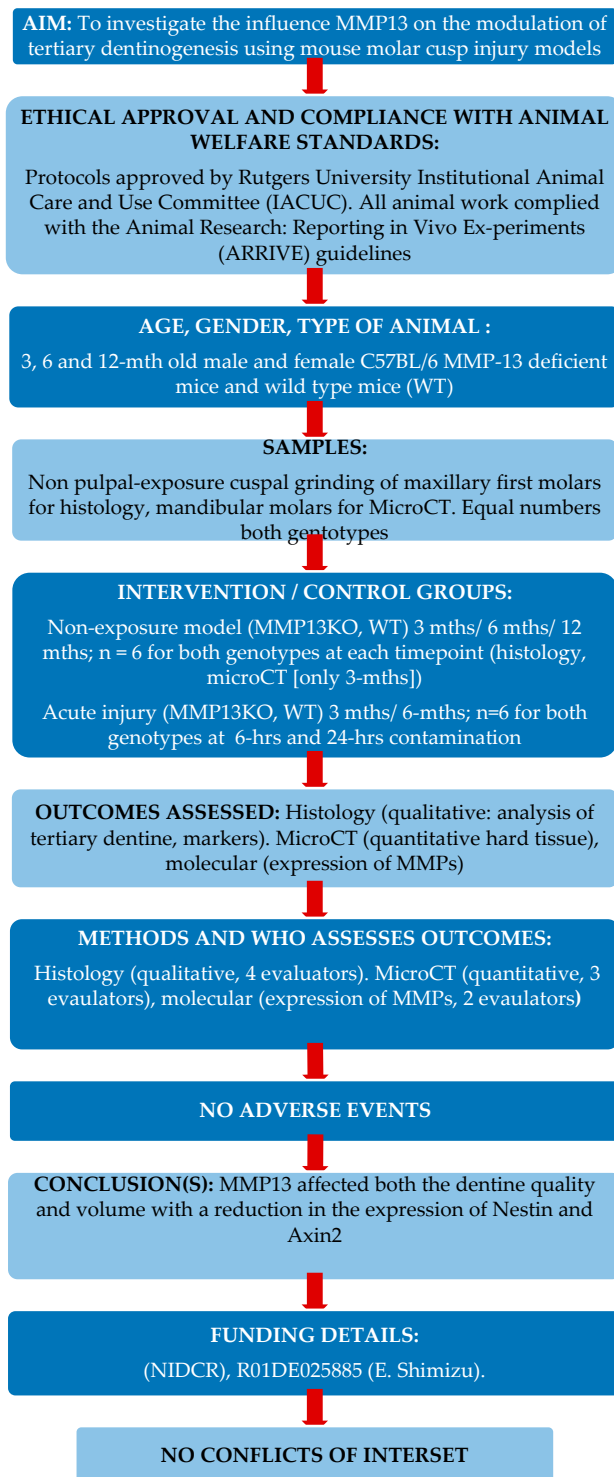 AIM: To investigate the influence MMP13 on the modulation of
tertiary dentinogenesis using mouse molar cusp injury models
ETHICAL APPROVAL AND COMPLIANCE WITH ANIMAL
WELFARE STANDARDS:
Protocols approved by Rutgers University Institutional Animal
Care and Use Committee (IACUC). All animal work complied
with the Animal Research: Reporting in Vivo Ex-periments
(ARRIVE) guidelines
AGE, GENDER, TYPE OF ANIMAL :
3, 6 and 12-mth old male and female C57BL/6 MMP-13 deficient
mice and wild type mice (WT)
SAMPLES:
Non pulpal-exposure cuspal grinding of maxillary first molars
for histology, mandibular molars for MicroCT. Equal numbers
both gentotypes
INTERVENTION / CONTROL GROUPS:
Non-exposure model (MMP13KO, WT) 3 mths/ 6 mths/ 12
mths; n = 6 for both genotypes at each timepoint (histology,
microCT [only 3-mths])
Acute injury (MMP13KO, WT) 3 mths/ 6-mths; n=6 for both
genotypes at 6-hrs and 24-hrs contamination
OUTCOMES ASSESSED: Histology (qualitative: analysis of
tertiary dentine, markers). MicroCT (quantitative hard tissue),
molecular (expression of MMPs)
METHODS AND WHO ASSESSES OUTCOMES:
Histology (qualitative, 4 evaluators). MicroCT (quantitative, 3
evaulators), molecular (expression of MMPs, 2 evaulators)
NO ADVERSE EVENTS
CONCLUSION(S): MMP13 affected both the dentine quality
and volume with a reduction in the expression of Nestin and
Axin2
FUNDING DETAILS:
(NIDCR), R01DE025885 (E. Shimizu).
NO CONFLICTS OF INTERSET